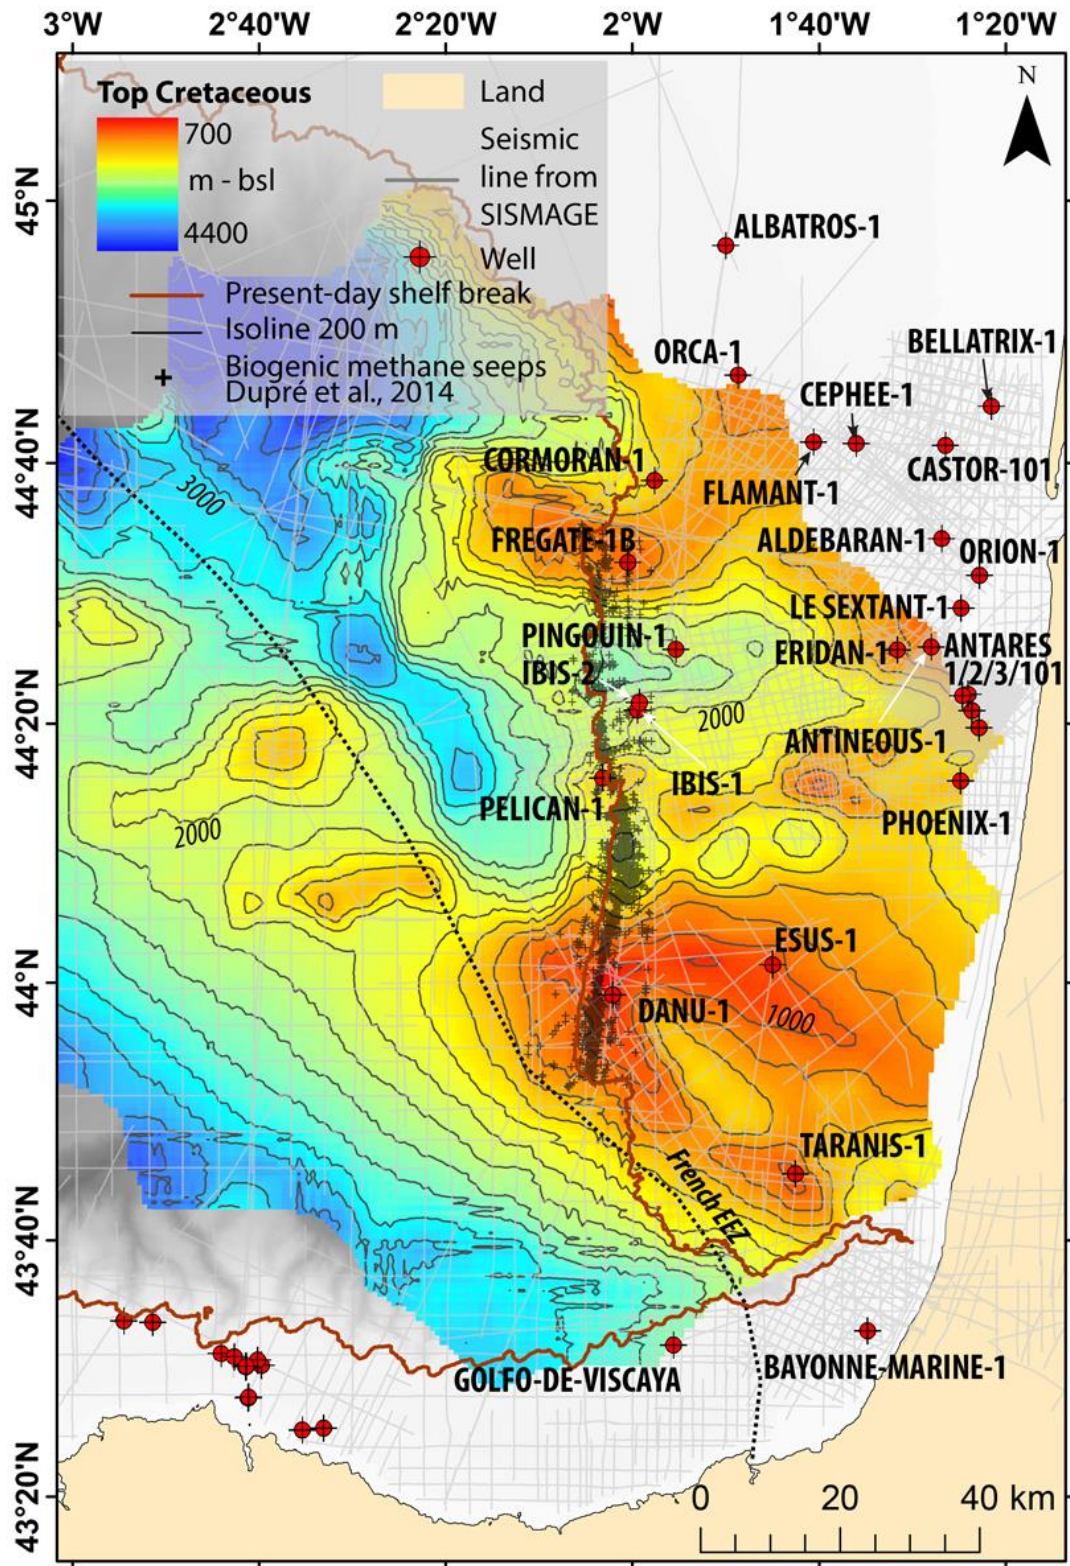 3°W 2°40'W 2°20'W 2°0'W 1°40'W 1°20'W
N
Top Cretaceous
700
m - bsl
4400
Land
Seismic
line from
SISMAGE
Well
Present-day shelf break
Isoline 200 m
Biogenic methane seeps
Dupré et al., 2014
45°N
44°40'N
44°20'N
44°N
43°40'N
43°20'N
ALBATROS-1
ORCA-1
BELLATRIX-1
CEPHEE-1
CORMORAN-1
FLAMANT-1
CASTOR-101
3000
FREGATE-1B
ALDEBARAN-1
ORION-1
LE SEXTANT-1
PINGOUIN-1
ERIDAN-1
ANTARES
1/2/3/101
IBIS-2
2000
ANTINEOUS-1
IBIS-1
PELICAN-1
PHOENIX-1
2000
ESUS-1
DANU-1
1000
TARANIS-1
French EEZ
GOLFO-DE-VISCAYA
BAYONNE-MARINE-1
0 20 40 km